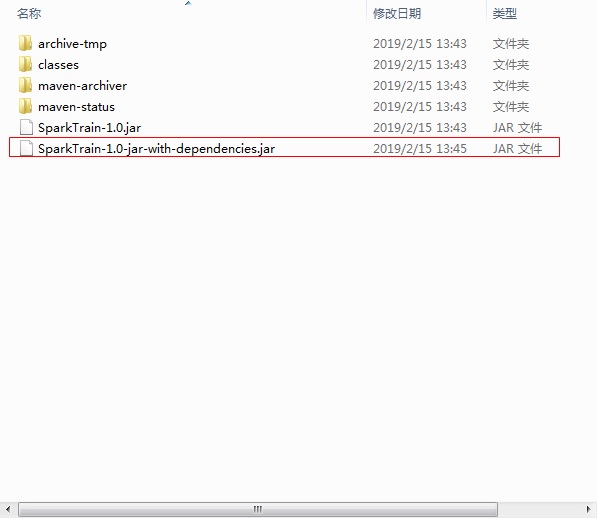 名称 修改日期 类型
archive-tmp 2019/2/15 13:43 文件夹
classes 2019/2/15 13:43 文件夹
maven-archiver 2019/2/15 13:43 文件夹
maven-status 2019/2/15 13:43 文件夹
SparkTrain-1.0.jar 2019/2/15 13:43 JAR 文件
SparkTrain-1.0-jar-with-dependencies.jar 2019/2/15 13:45 JAR 文件